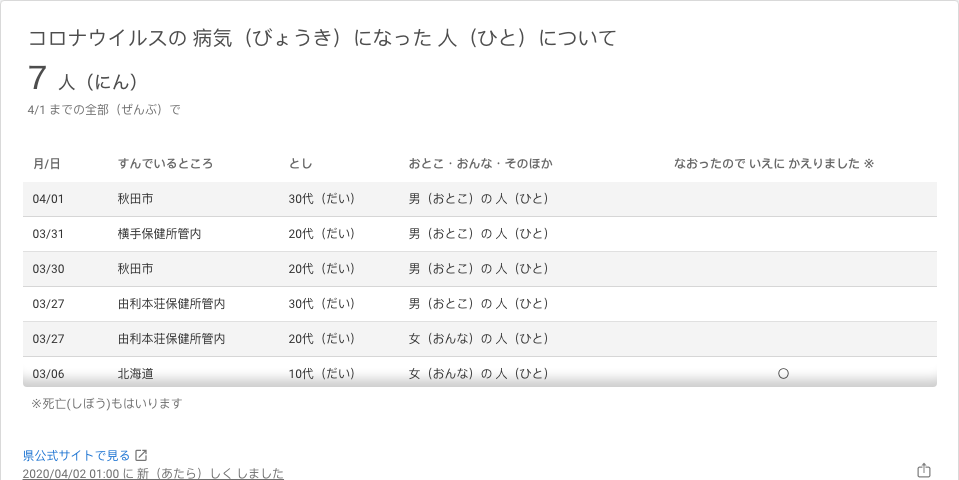 コロナウイルスの 病気（びょうき）になった 人（ひと）について
7 人（にん）
4/1 までの全部（ぜんぶ）で
月/日 すんでいるところ とし おとこ・おんな・そのほか なおったので いえに かえりました ※
04/01 秋田市 30代（だい） 男（おとこ）の 人（ひと）
03/31 横手保健所管内 20代（だい） 男（おとこ）の 人（ひと）
03/30 秋田市 20代（だい） 男（おとこ）の 人（ひと）
03/27 由利本荘保健所管内 30代（だい） 男（おとこ）の 人（ひと）
03/27 由利本荘保健所管内 20代（だい） 女（おんな）の 人（ひと）
03/06 北海道 10代（だい） 女（おんな）の 人（ひと） ○
※死亡(しぼう)もはいります
県公式サイトで見る
2020/04/02 01:00 に 新（あたら）しく しました